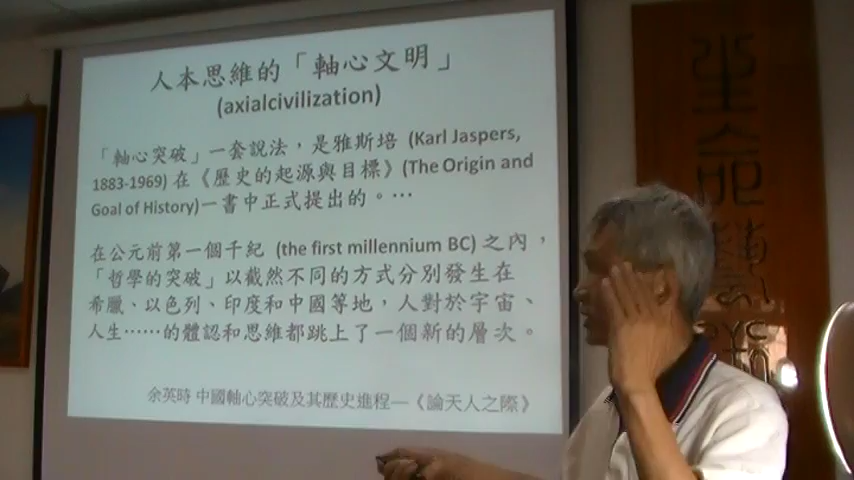 人本思維的「軸心文明」
(axialcivilization)
「軸心突破」一套說法，是雅斯培 (Karl Jaspers,
1883-1969) 在《歷史的起源與目標》(The Origin and
Goal of History)一書中正式提出的。…
在公元前第一個千紀 (the first millennium BC) 之內，
「哲學的突破」以截然不同的方式分別發生在
希臘、以色列、印度和中國等地，人對於宇宙、
人生……的體認和思維都跳上了一個新的層次。
余英時 中國軸心突破及其歷史進程—《論天人之際》
生命